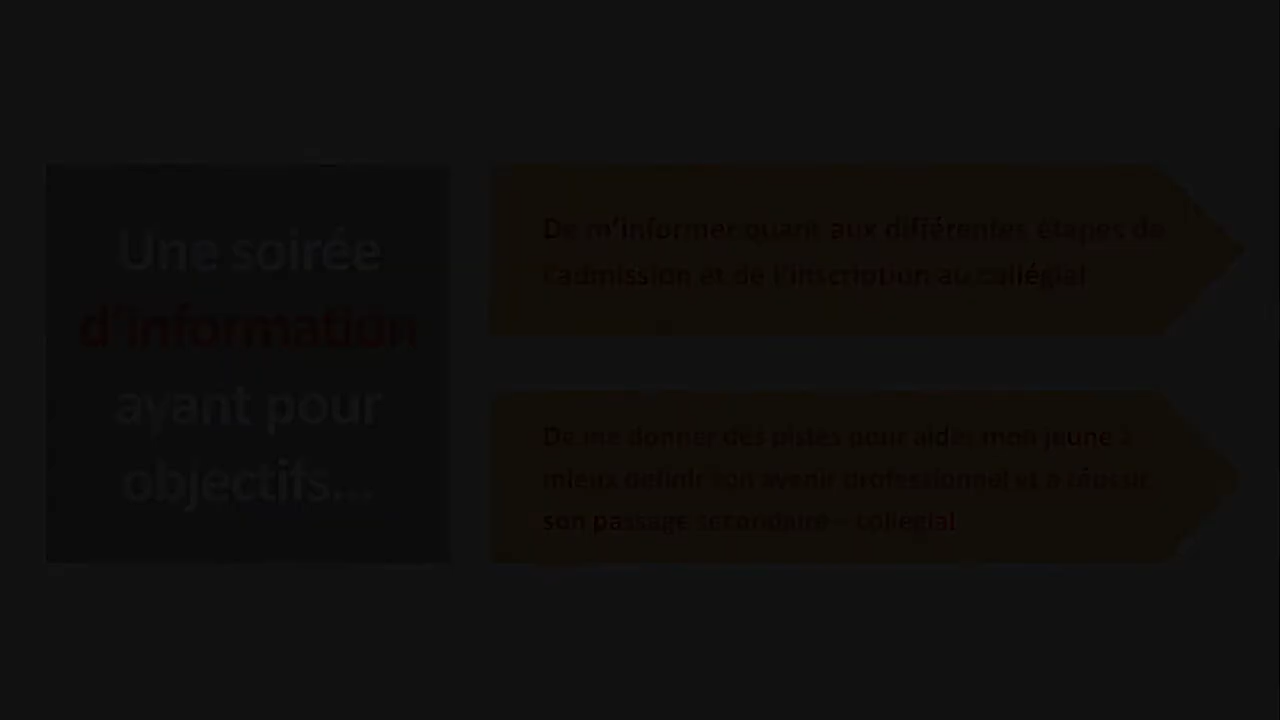 Une soirée
d'information
ayant pour
objectifs...
De m'informer quant aux différentes étapes de
l'admission et de l'inscription au collégial
De me donner des pistes pour aider mon jeune à
mieux définir son avenir professionnel et à réussir
son passage secondaire - collégial